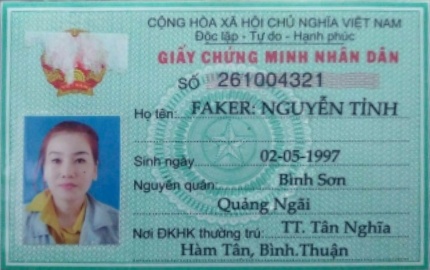 CỘNG HÒA XÃ HỘI CHỦ NGHĨA VIỆT NAM
Độc lập - Tự do - Hạnh phúc
GIẤY CHỨNG MINH NHÂN DÂN
SỐ 261004321
Họ tên: FAKER: NGUYỄN TỈNH
Sinh ngày 02-05-1997
Nguyên quán: Bình Sơn
Quảng Ngãi
Nơi ĐKHK thường trú: TT. Tân Nghĩa
Hàm Tân, Bình.Thuận